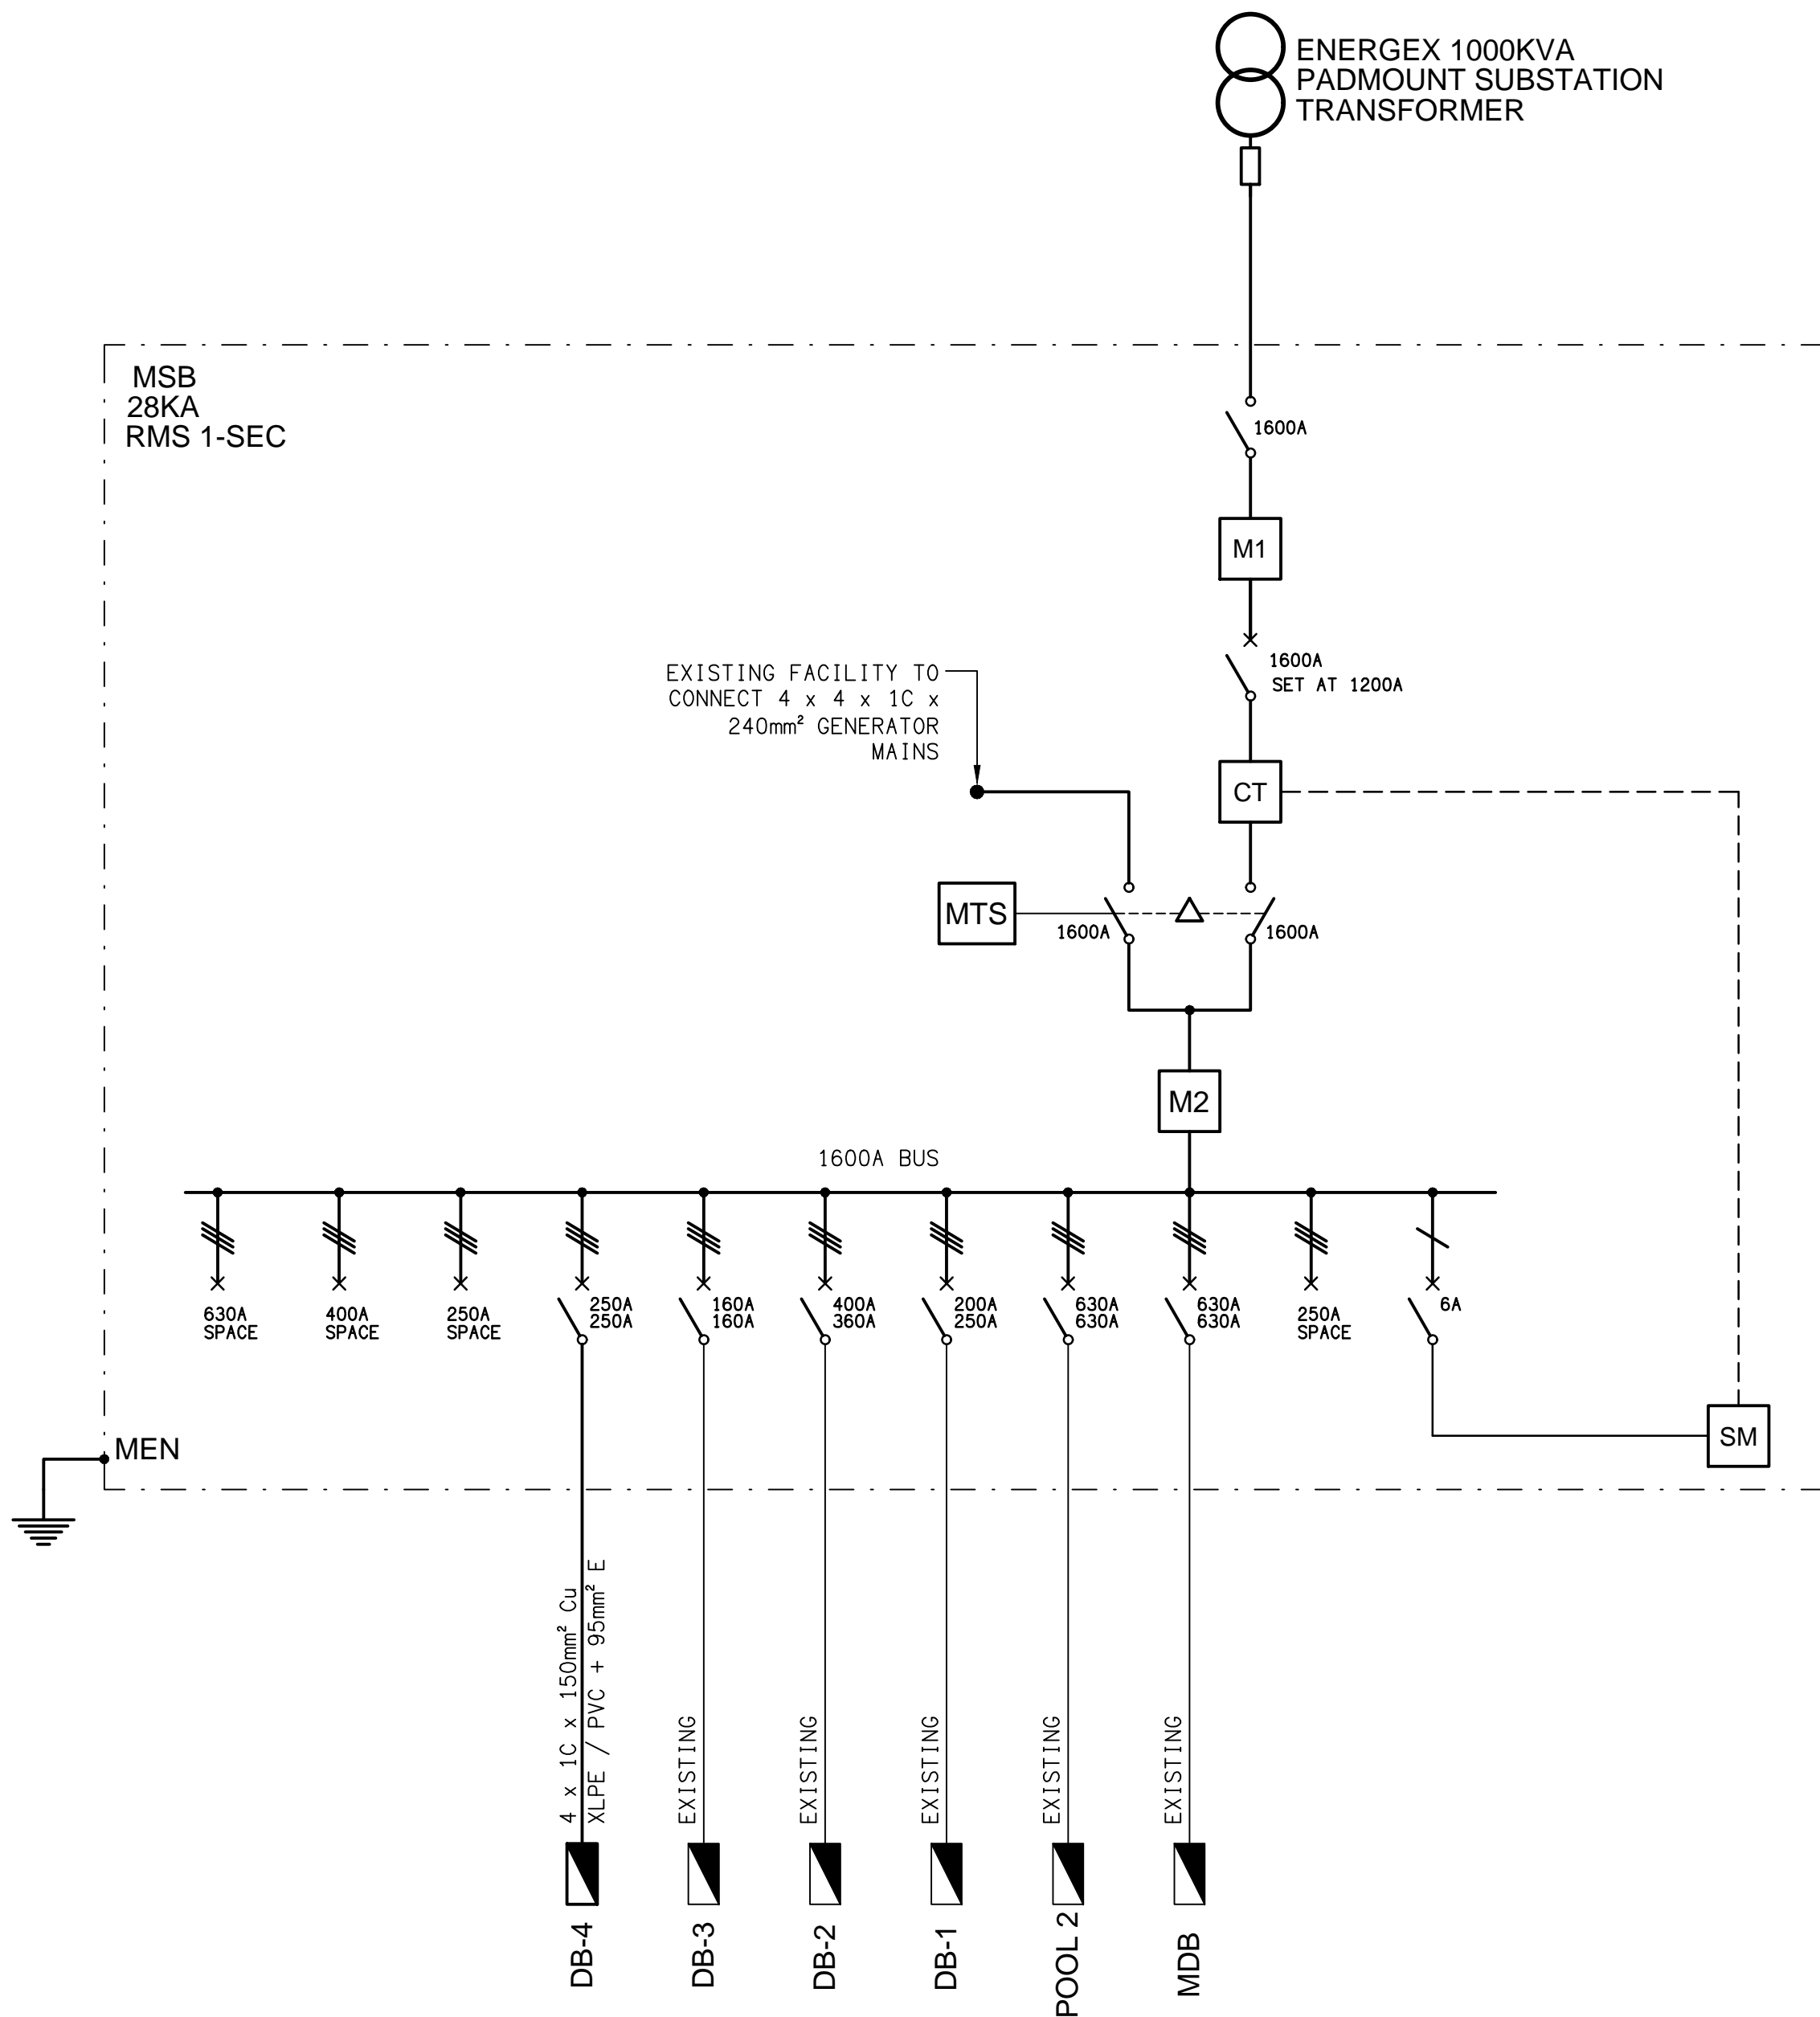 ENERGEX 1000KVA
PADMOUNT SUBSTATION
TRANSFORMER
MSB
28KA
RMS 1-SEC
1600A
M1
1600A
SET AT 1200A
EXISTING FACILITY TO
CONNECT 4 x 4 x 1C x
240mm² GENERATOR
MAINS
CT
MTS
1600A
1600A
M2
1600A BUS
630A
SPACE
400A
SPACE
250A
SPACE
250A
250A
160A
160A
400A
360A
200A
250A
630A
630A
630A
630A
250A
SPACE
6A
MEN
SM
4 x 1C x 150mm² Cu
XLPE / PVC + 95mm² E
EXISTING
EXISTING
EXISTING
EXISTING
EXISTING
DB-4
DB-3
DB-2
DB-1
POOL 2
MDB